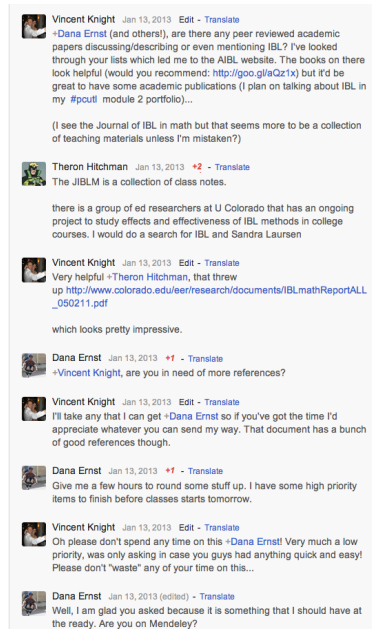 Vincent Knight Jan 13, 2013 Edit - Translate
+Dana Ernst (and others!), are there any peer reviewed academic
papers discussing/describing or even mentioning IBL? I've looked
through your lists which led me to the AIBL website. The books on there
look helpful (would you recommend: http://goo.gl/aQz1x) but it'd be
great to have some academic publications (I plan on talking about IBL in
my #pcutl module 2 portfolio)...
(I see the Journal of IBL in math but that seems more to be a collection
of teaching materials unless I'm mistaken?)
Theron Hitchman Jan 13, 2013 +2 - Translate
The JIBLM is a collection of class notes.
there is a group of ed researchers at U Colorado that has an ongoing
project to study effects and effectiveness of IBL methods in college
courses. I would do a search for IBL and Sandra Laursen
Vincent Knight Jan 13, 2013 Edit - Translate
Very helpful +Theron Hitchman, that threw
up http://www.colorado.edu/eer/research/documents/IBLmathReportALL
_050211.pdf
which looks pretty impressive.
Dana Ernst Jan 13, 2013 +1 - Translate
+Vincent Knight, are you in need of more references?
Vincent Knight Jan 13, 2013 Edit - Translate
I'll take any that I can get +Dana Ernst so if you've got the time I'd
appreciate whatever you can send my way. That document has a bunch
of good references though.
Dana Ernst Jan 13, 2013 +1 - Translate
Give me a few hours to round some stuff up. I have some high priority
items to finish before classes starts tomorrow.
Vincent Knight Jan 13, 2013 Edit - Translate
Oh please don't spend any time on this +Dana Ernst! Very much a low
priority, was only asking in case you guys had anything quick and easy!
Please don't "waste" any of your time on this...
Dana Ernst Jan 13, 2013 (edited) - Translate
Well, I am glad you asked because it is something that I should have at
the ready. Are you on Mendeley?